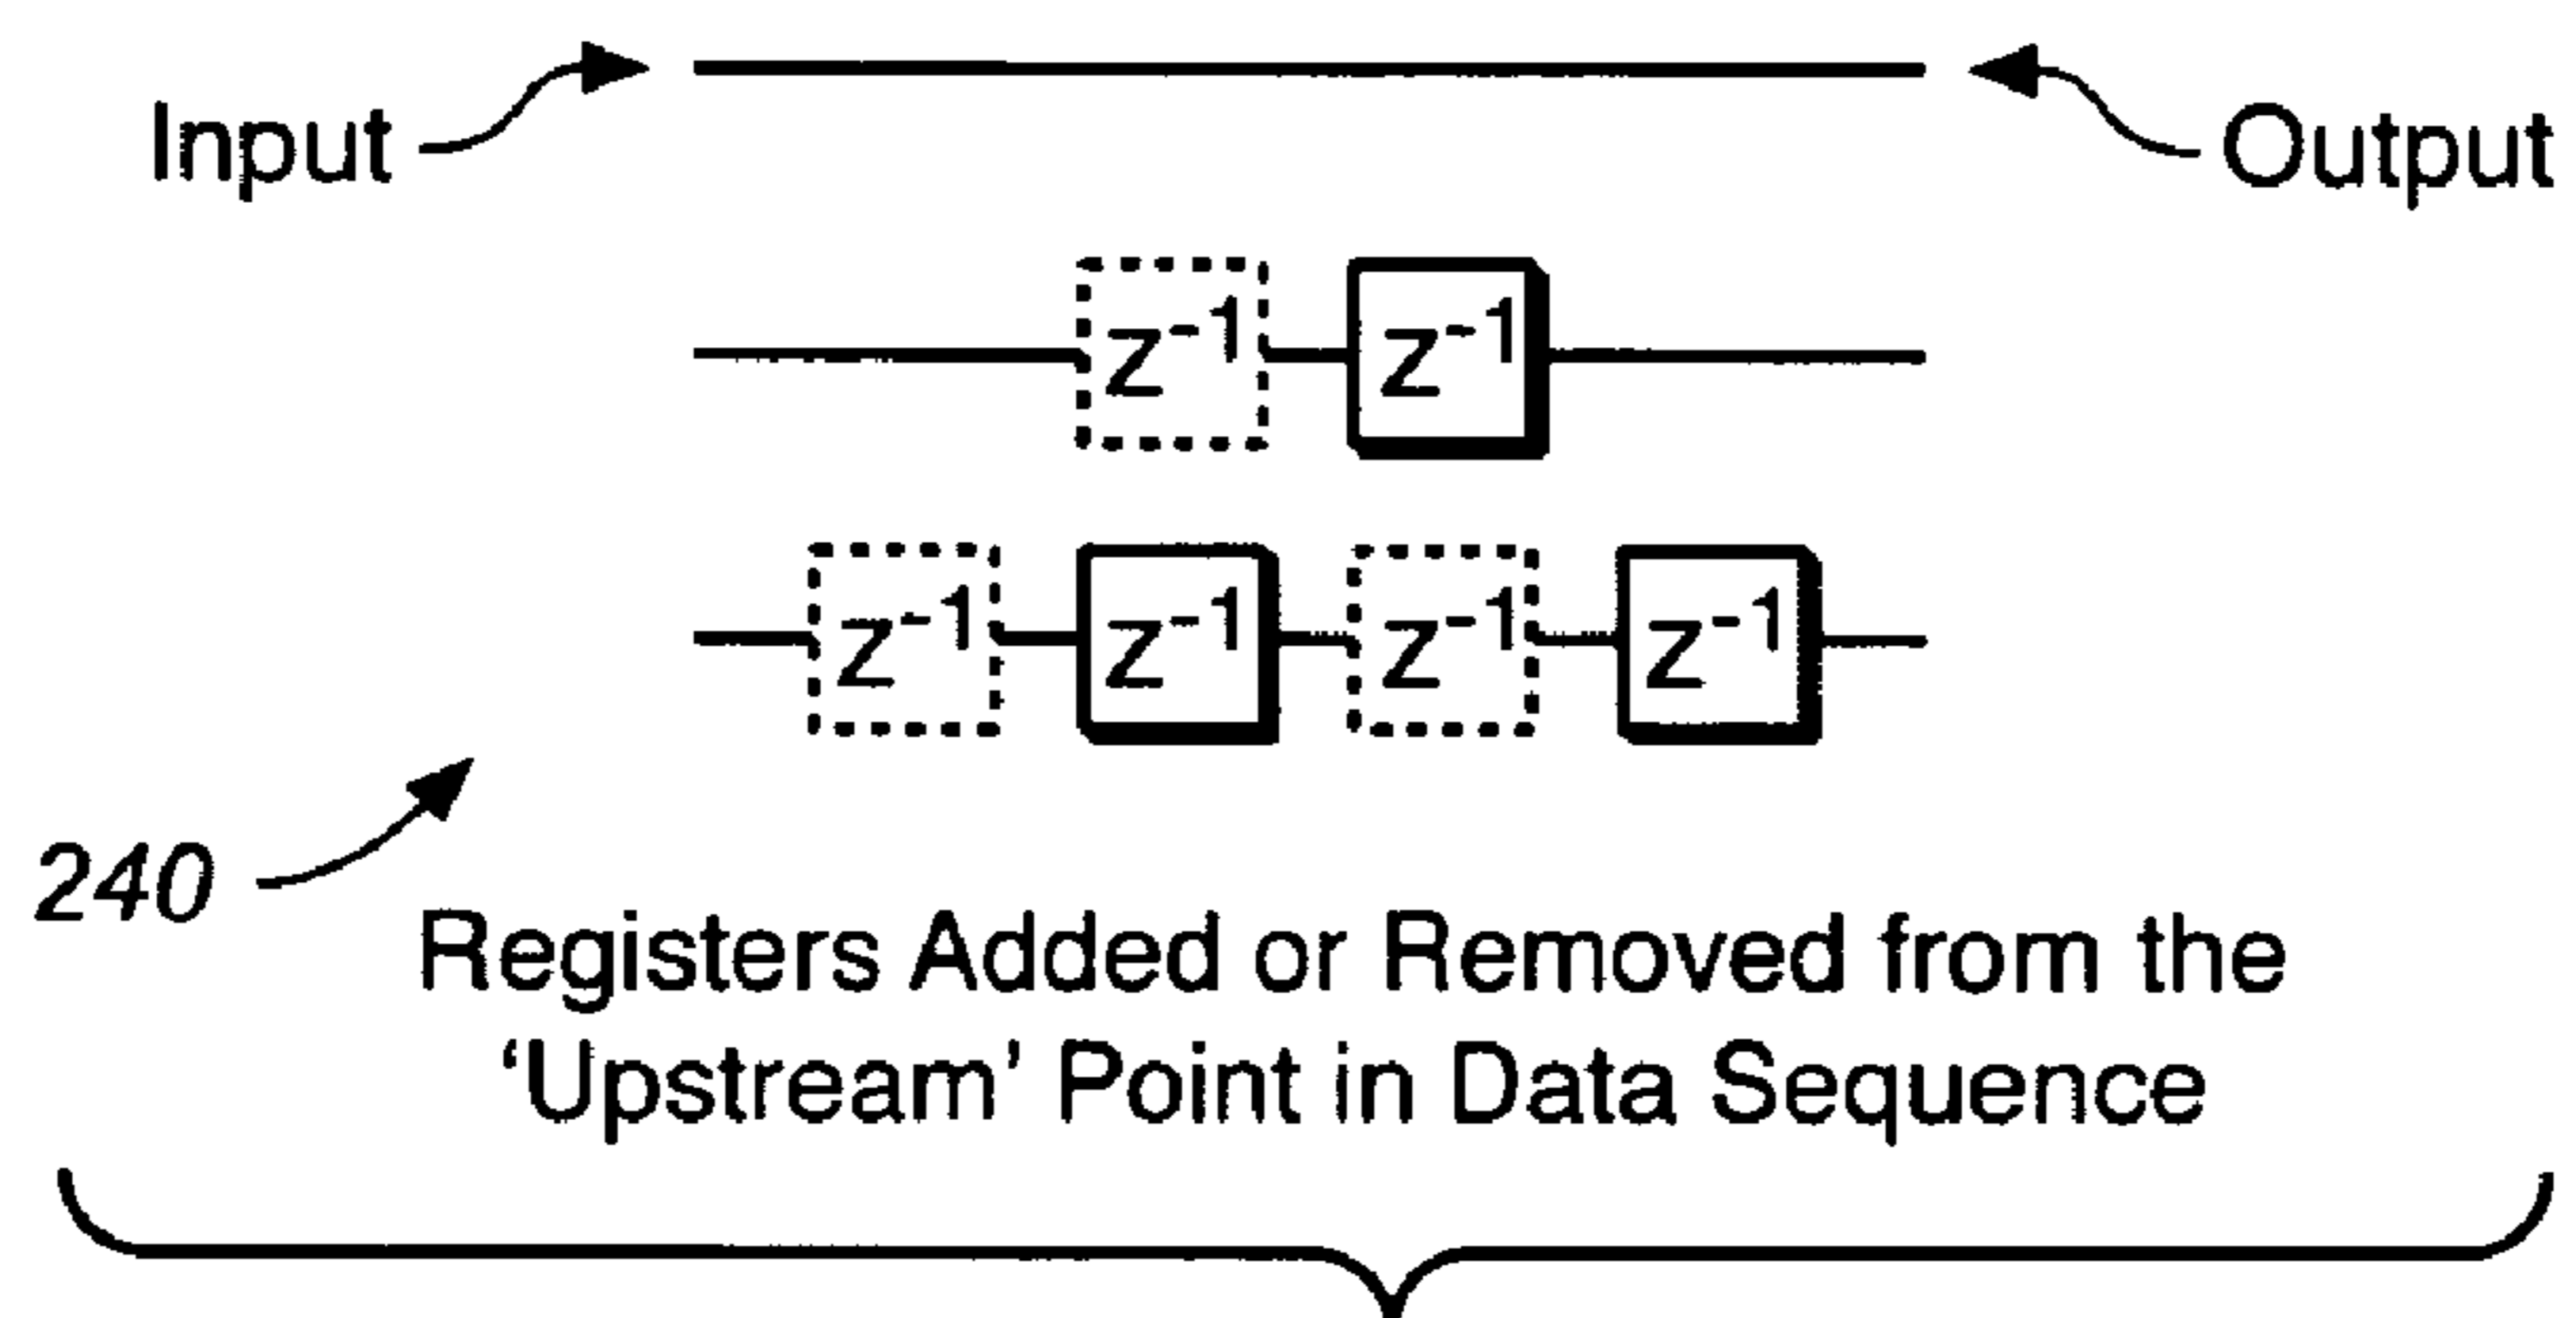 Input
Output
z⁻¹ z⁻¹
z⁻¹ z⁻¹ z⁻¹ z⁻¹
240
Registers Added or Removed from the
‘Upstream’ Point in Data Sequence